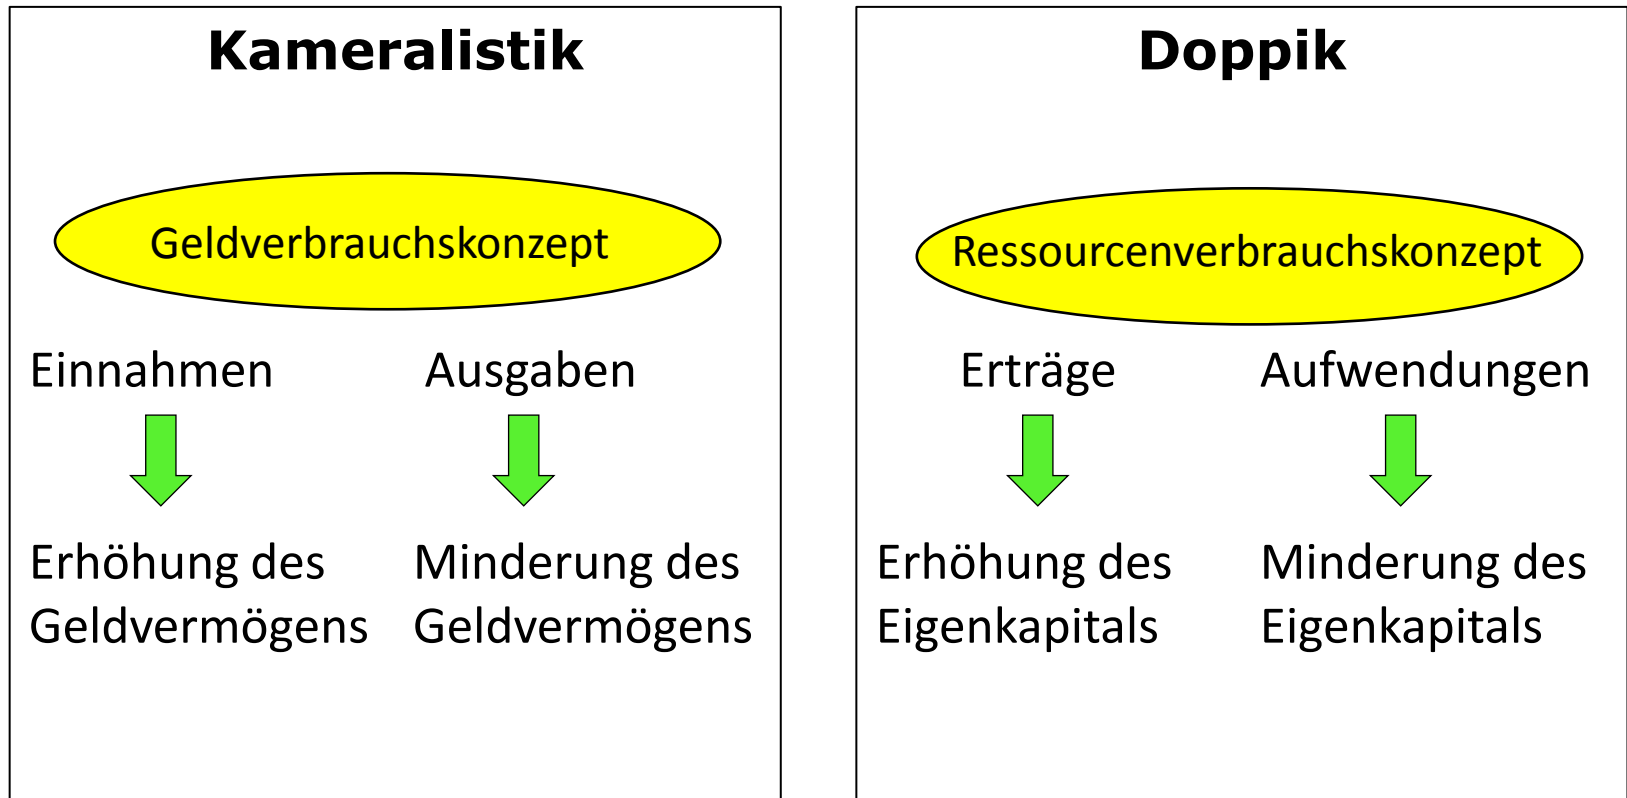 Kameralistik
Geldverbrauchskonzept
Einnahmen
Ausgaben
Erhöhung des
Geldvermögens
Minderung des
Geldvermögens
Doppik
Ressourcenverbrauchskonzept
Erträge
Aufwendungen
Erhöhung des
Eigenkapitals
Minderung des
Eigenkapitals